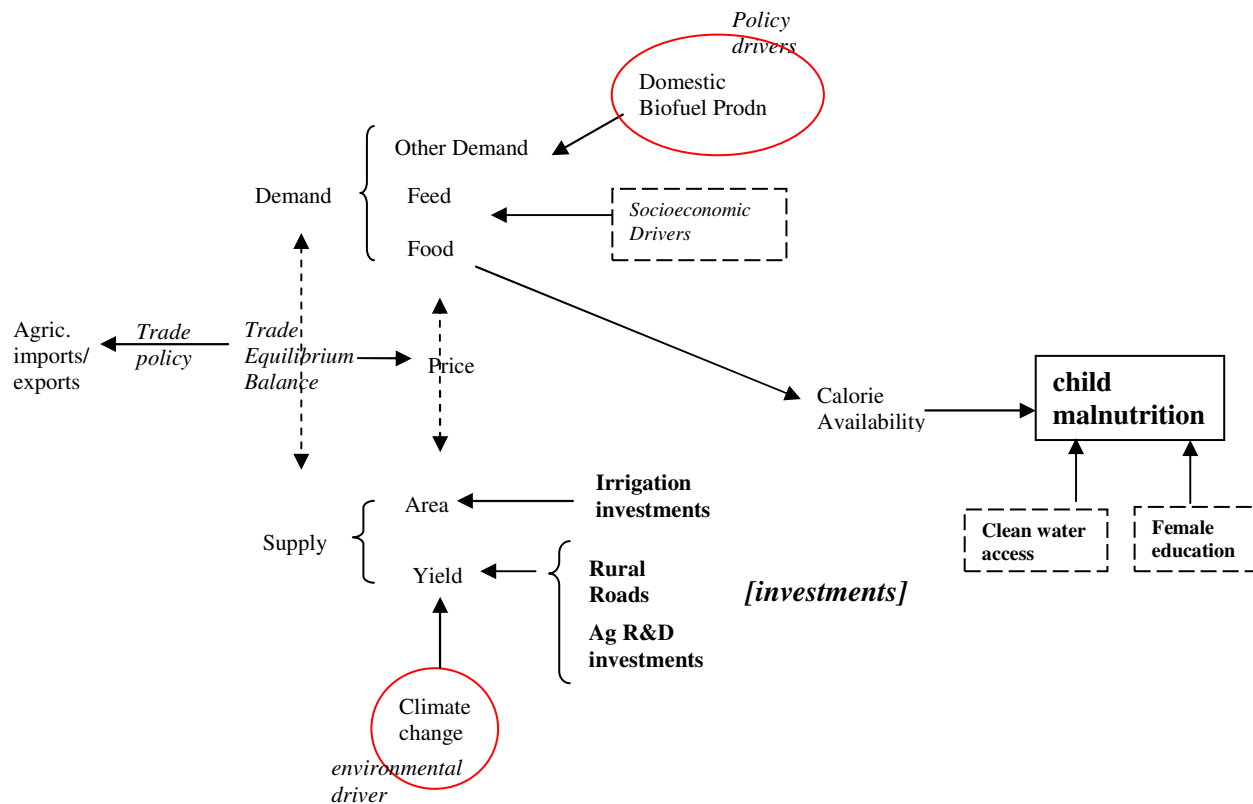 Policy
drivers
Domestic
Biofuel Prodn
Other Demand
Demand
Feed
Socioeconomic
Drivers
Food
Agric.
imports/
exports
Trade
policy
Trade
Equilibrium
Balance
Price
Calorie
Availability
child
malnutrition
Irrigation
investments
Area
Supply
Yield
Rural
Roads
Ag R&D
investments
[investments]
Clean water
access
Female
education
Climate
change
environmental
driver